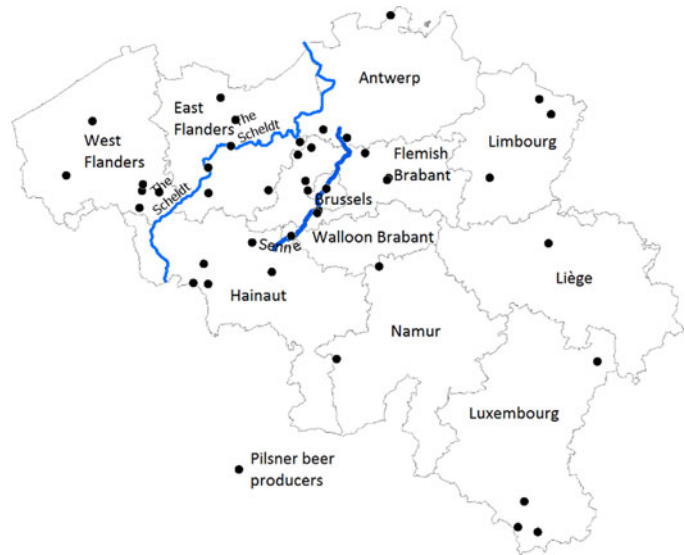 Antwerp
East
Flanders
The
Scheldt
West
Flanders
Limbourg
Flemish
Brabant
The
Scheldt
Brussels
Walloon Brabant
Senne
Liège
Hainaut
Namur
Luxembourg
Pilsner beer
producers